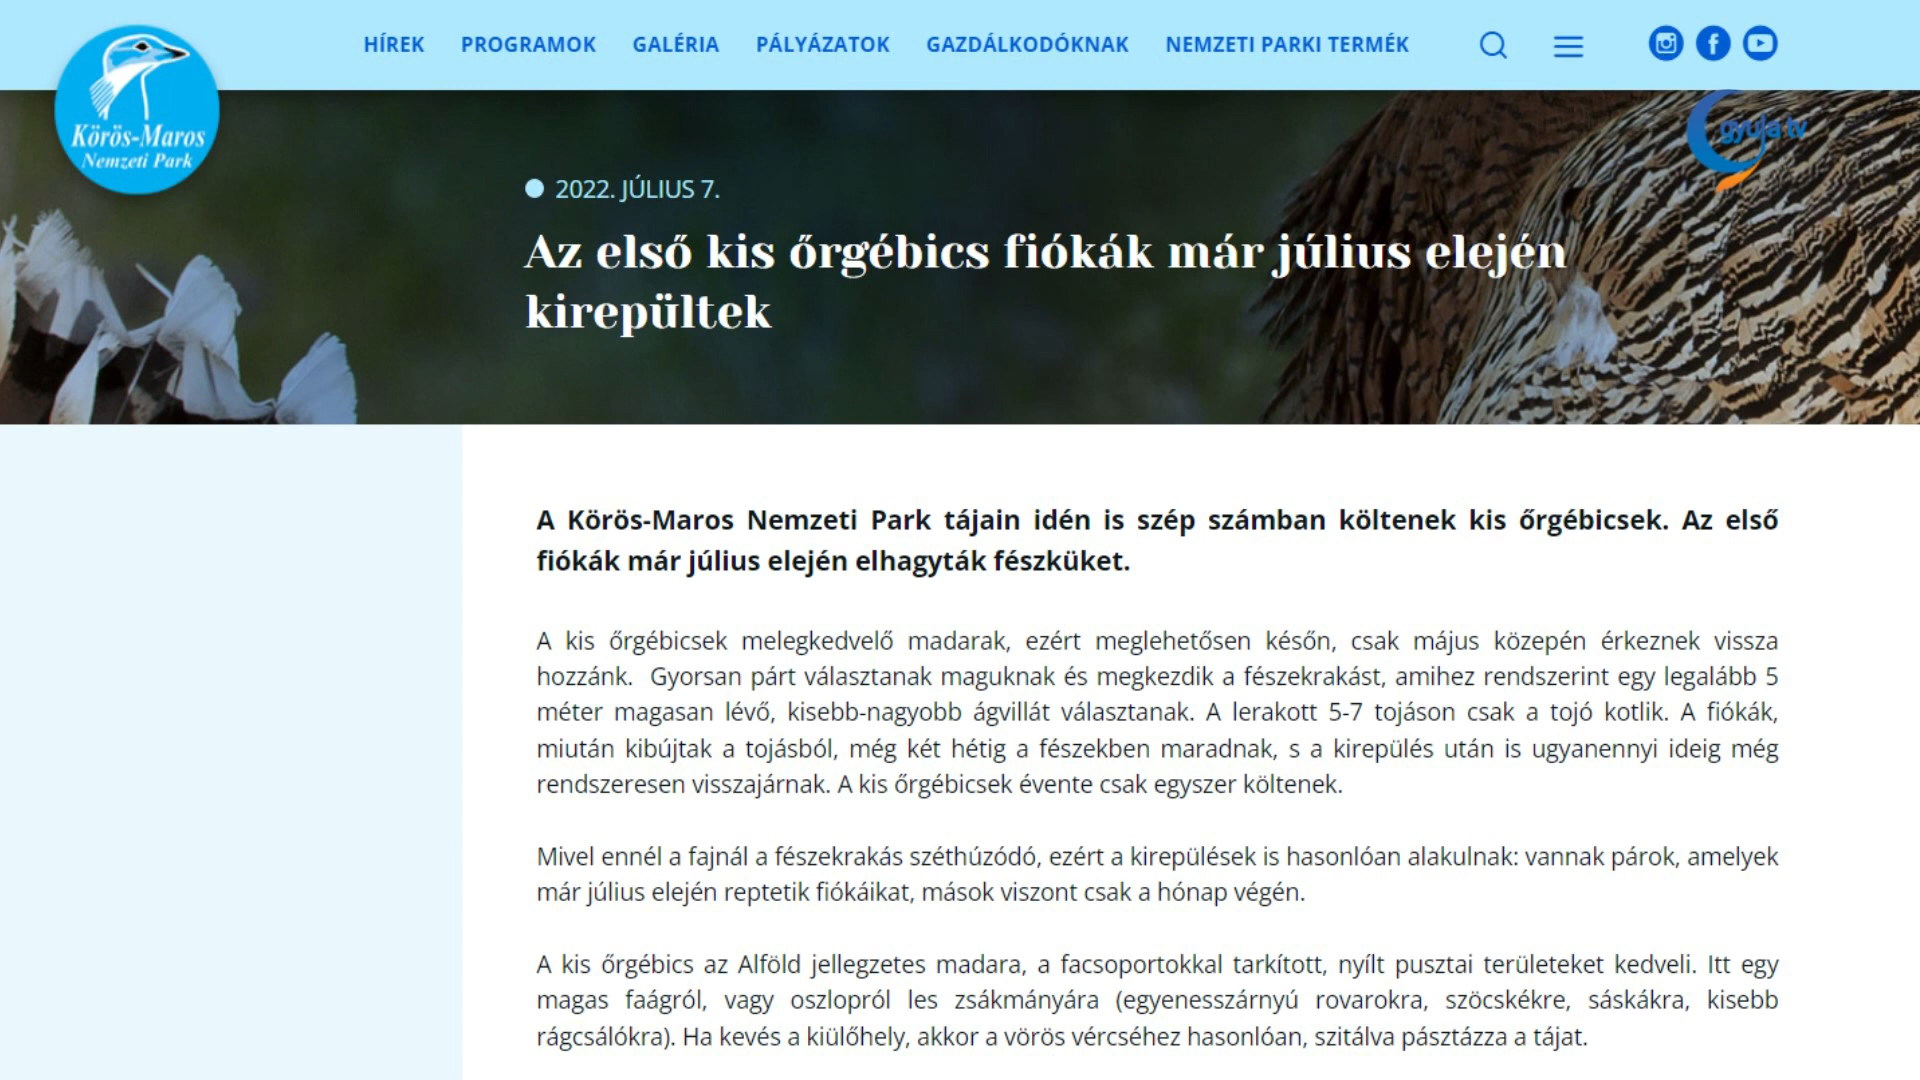 HÍREK PROGRAMOK GALÉRIA PÁLYÁZATOK GAZDÁLKODÓKNAK NEMZETI PARKI TERMÉK
Körös-Maros
Nemzeti Park
gyula tv
2022. JÚLIUS 7.
Az első kis őrgébics fiókák már július elején
kirepültek
A Körös-Maros Nemzeti Park tájain idén is szép számban költenek kis őrgébicsek. Az első
fiókák már július elején elhagyták fészküket.
A kis őrgébicsek melegkedvelő madarak, ezért meglehetősen későn, csak május közepén érkeznek vissza
hozzánk. Gyorsan párt választanak maguknak és megkezdik a fészekrakást, amihez rendszerint egy legalább 5
méter magasan lévő, kisebb-nagyobb ágvillát választanak. A lerakott 5-7 tojáson csak a tojó kotlik. A fiókák,
miután kibújtak a tojásból, még két hétig a fészekben maradnak, s a kirepülés után is ugyanennyi ideig még
rendszeresen visszajárnak. A kis őrgébicsek évente csak egyszer költenek.
Mivel ennél a fajnál a fészekrakás széthúzódó, ezért a kirepülések is hasonlóan alakulnak: vannak párok, amelyek
már július elején reptetik fiókáikat, mások viszont csak a hónap végén.
A kis őrgébics az Alföld jellegzetes madara, a facsoportokkal tarkított, nyílt pusztai területeket kedveli. Itt egy
magas faágról, vagy oszlopról les zsákmányára (egyenesszárnyú rovarokra, szöcskékre, sáskákra, kisebb
rágcsálókra). Ha kevés a kiülőhely, akkor a vörös vércséhez hasonlóan, szitálva pásztázza a tájat.